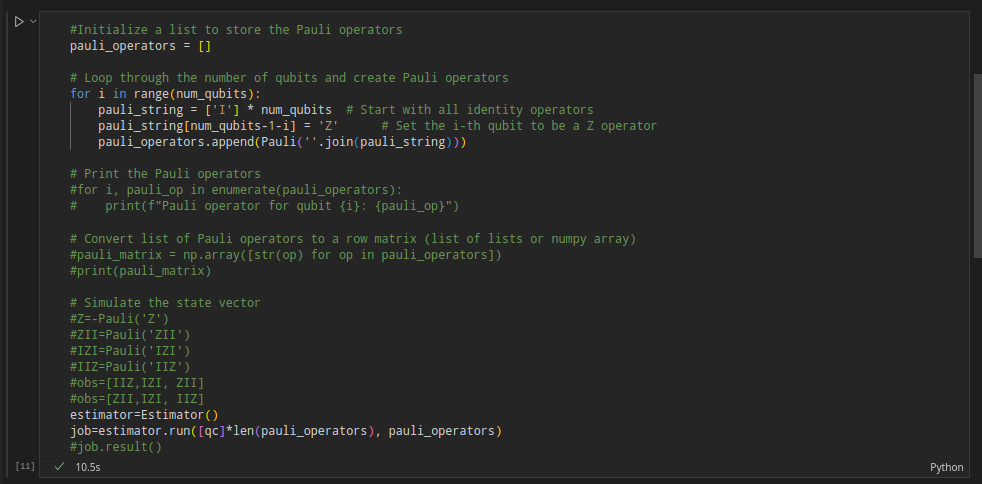 #Initialize a list to store the Pauli operators
pauli_operators = []
# Loop through the number of qubits and create Pauli operators
for i in range(num_qubits):
    pauli_string = ['I'] * num_qubits  # Start with all identity operators
    pauli_string[num_qubits-1-i] = 'Z'      # Set the i-th qubit to be a Z operator
    pauli_operators.append(Pauli(''.join(pauli_string)))
# Print the Pauli operators
#for i, pauli_op in enumerate(pauli_operators):
#    print(f"Pauli operator for qubit {i}: {pauli_op}")
# Convert list of Pauli operators to a row matrix (list of lists or numpy array)
#pauli_matrix = np.array([str(op) for op in pauli_operators])
#print(pauli_matrix)
# Simulate the state vector
#Z=-Pauli('Z')
#ZII=Pauli('ZII')
#IZI=Pauli('IZI')
#IIZ=Pauli('IIZ')
#obs=[IIZ,IZI, ZII]
#obs=[ZII,IZI, IIZ]
estimator=Estimator()
job=estimator.run([qc]*len(pauli_operators), pauli_operators)
#job.result()
[11] 10.5s Python